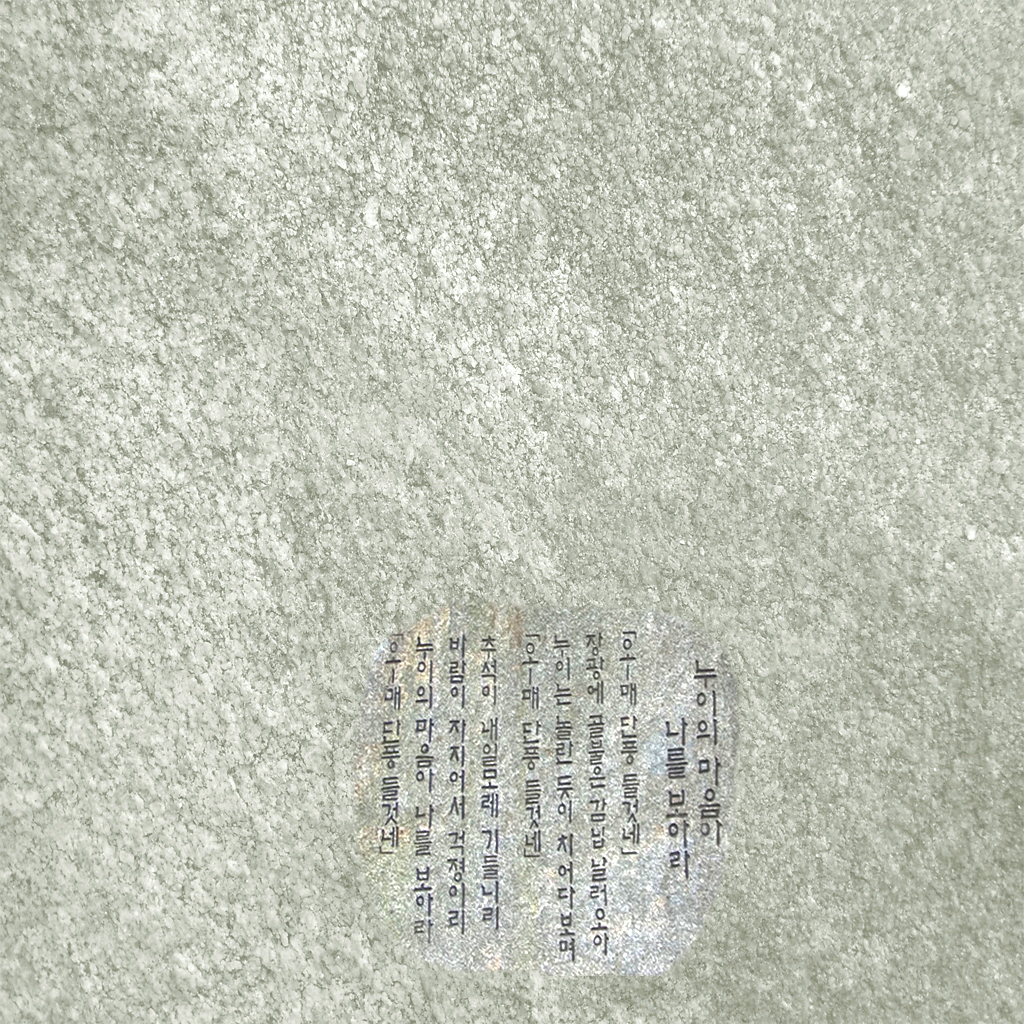 누이의 마음아
나를 보아라
「오―매 단풍 들것네」
장광에 골불은 감닙 날러오아
누이는 놀란 듯이 치어다보며
「오―매 단풍 들것네」
추석이 내일모래 기둘니리
바람이 자지어서 걱정이리
누이의 마음아 나를 보아라
「오―매 단풍 들것네」